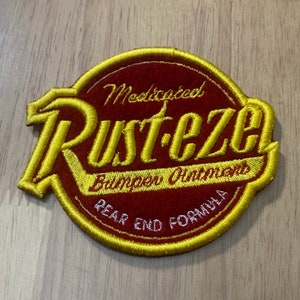 Medicated
Rust·eze
Bumper Ointment
REAR END FORMULA